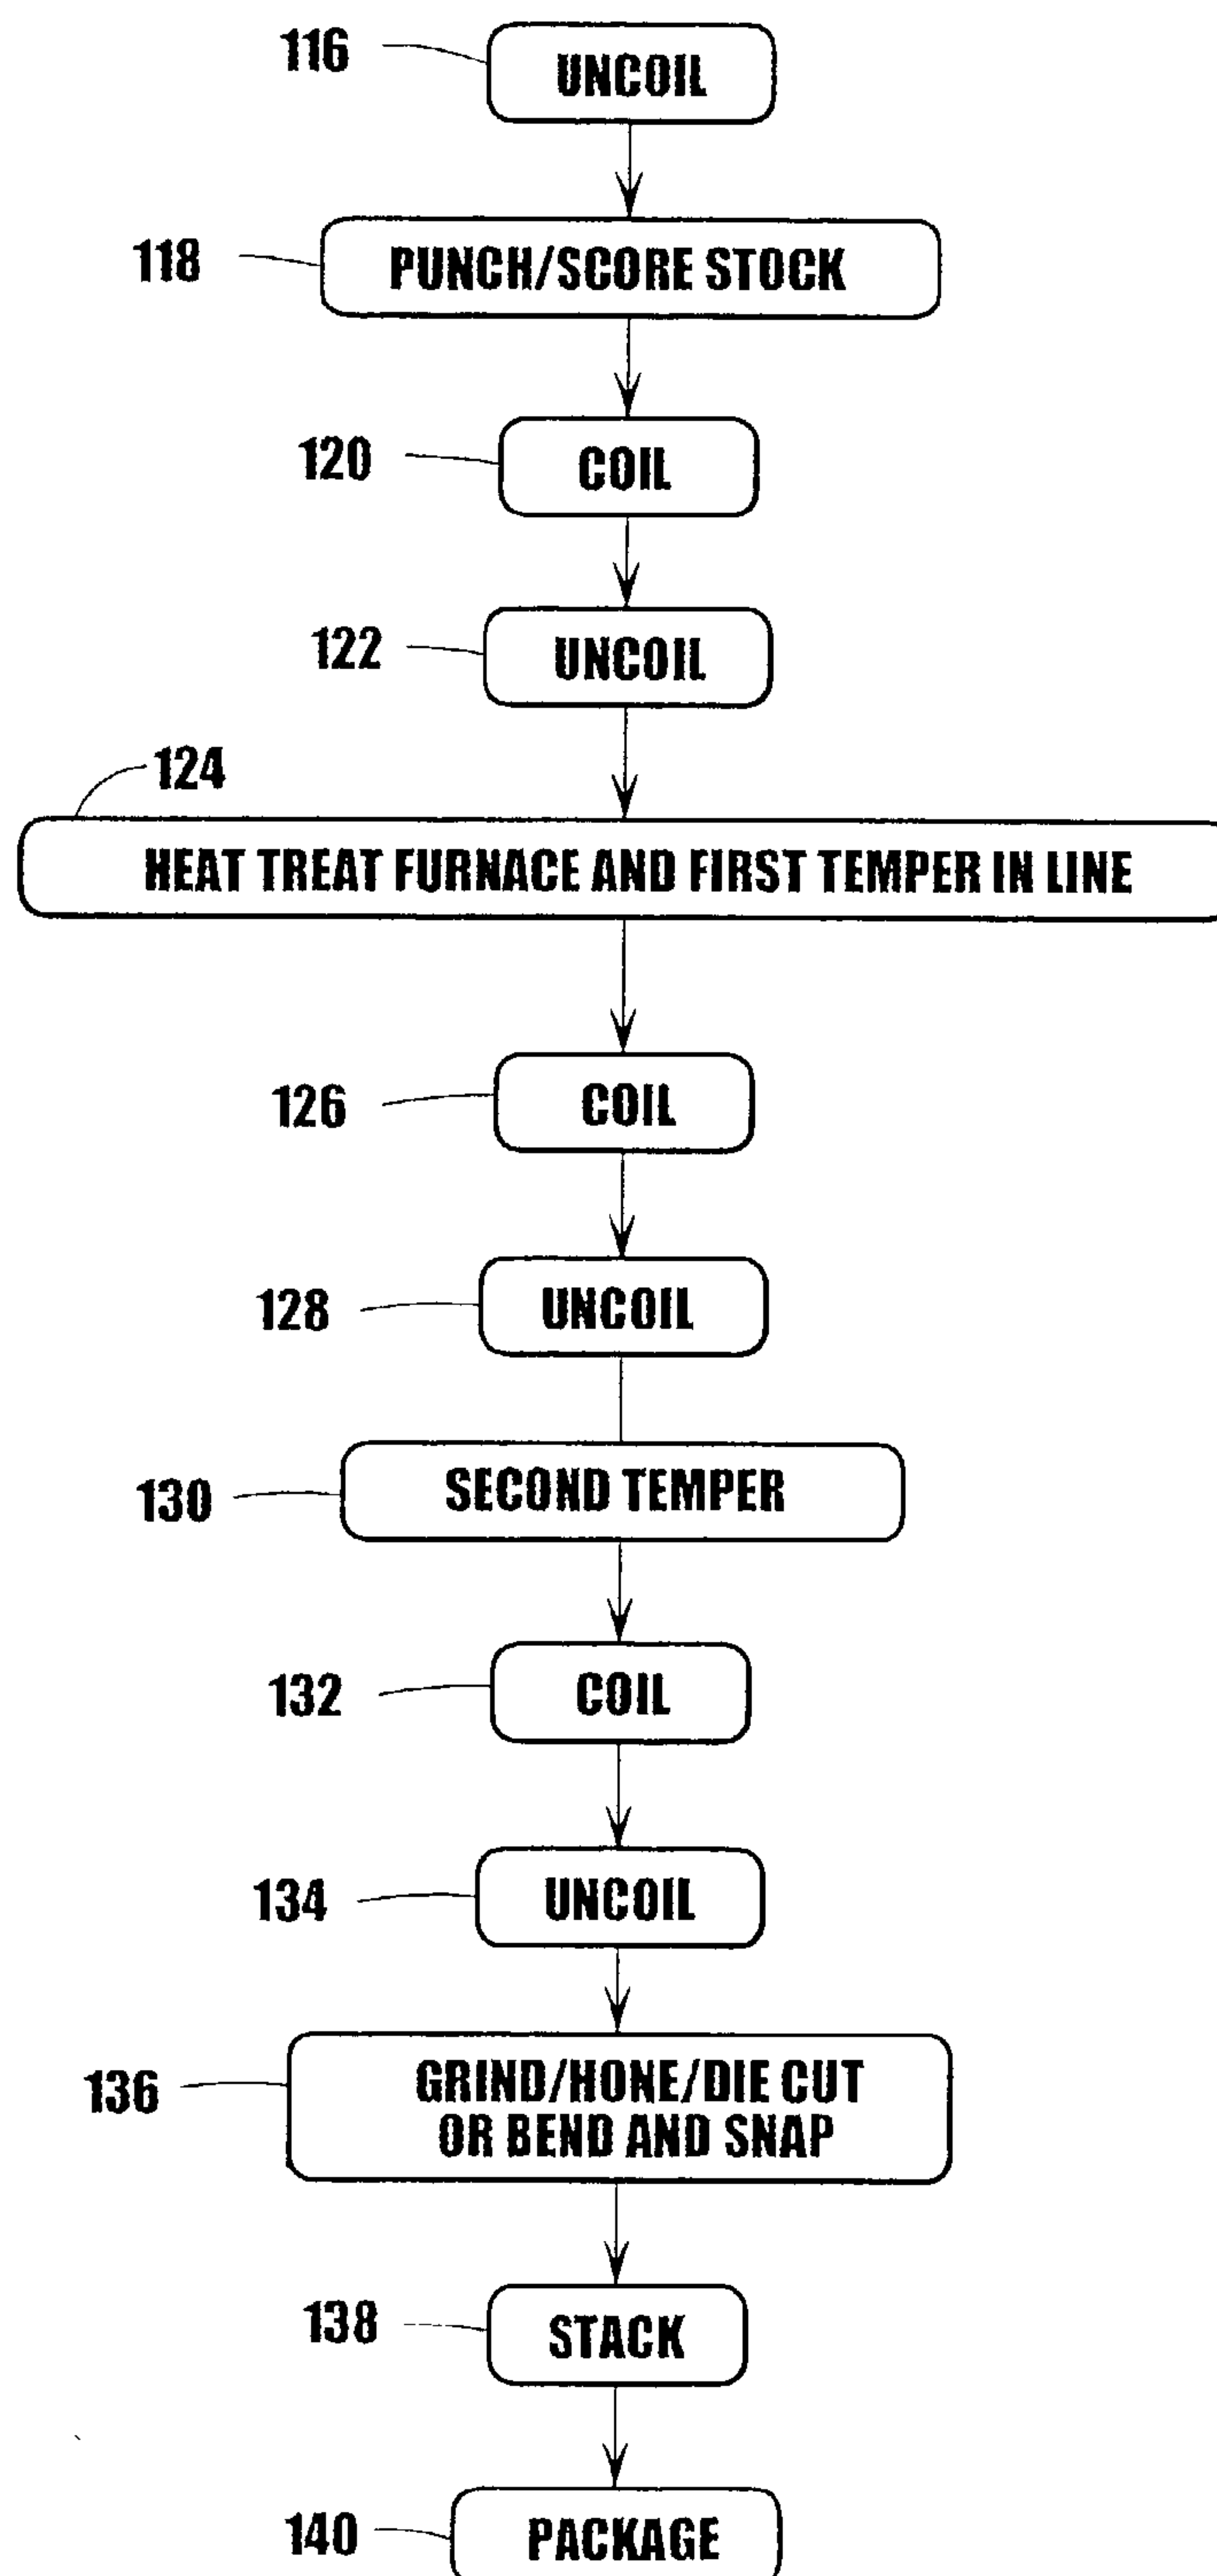 116
UNCOIL
118
PUNCH/SCORE STOCK
120
COIL
122
UNCOIL
124
HEAT TREAT FURNACE AND FIRST TEMPER IN LINE
126
COIL
128
UNCOIL
130
SECOND TEMPER
132
COIL
134
UNCOIL
136
GRIND/HONE/DIE CUT
OR BEND AND SNAP
138
STACK
140
PACKAGE